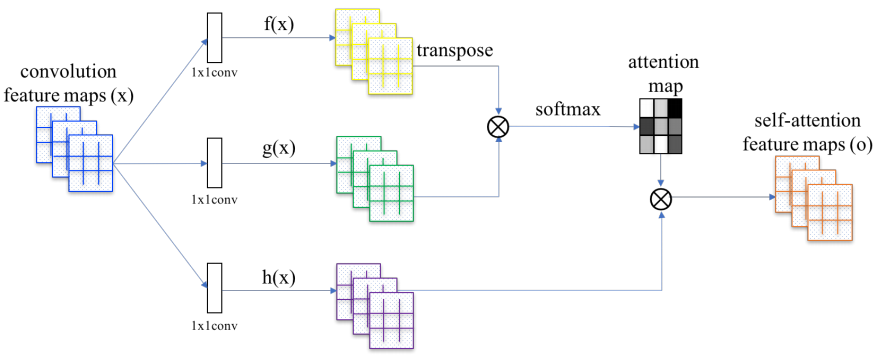 f(x)
transpose
1x1conv
convolution
feature maps (x)
attention
map
softmax
self-attention
feature maps (o)
g(x)
1x1conv
h(x)
1x1conv